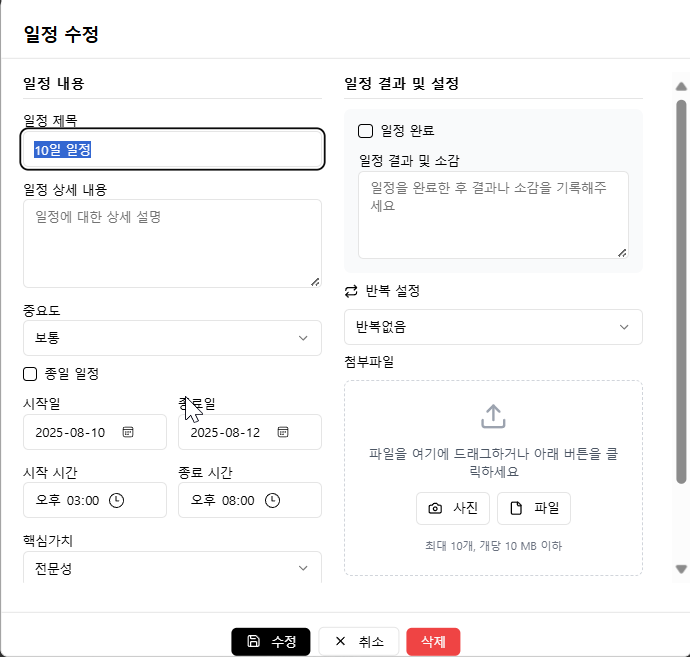 일정 수정
일정 내용
일정 제목
10일 일정
일정 상세 내용
일정에 대한 상세 설명
중요도
보통
종일 일정
시작일
종료일
2025-08-10
2025-08-12
시작 시간
종료 시간
오후 03:00
오후 08:00
핵심가치
전문성
일정 결과 및 설정
일정 완료
일정 결과 및 소감
일정을 완료한 후 결과나 소감을 기록해주
세요
반복 설정
반복없음
첨부파일
파일을 여기에 드래그하거나 아래 버튼을 클
릭하세요
사진
파일
최대 10개, 개당 10 MB 이하
수정
취소
삭제